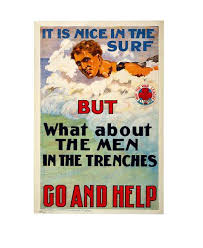 IT IS NICE IN THE
SURF
BUT
What about
THE MEN
IN THE TRENCHES
GO AND HELP